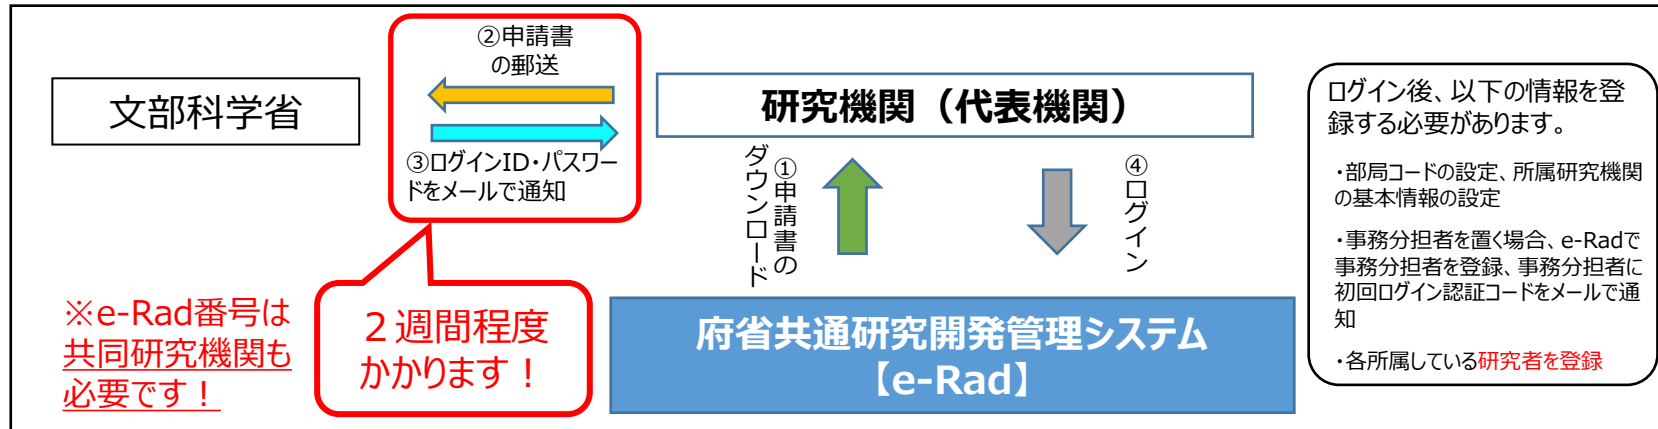 文部科学省
②申請書
の郵送
③ログインID・パスワー
ドをメールで通知
研究機関（代表機関）
①申請書の
ダウンロード
④ログイン
府省共通研究開発管理システム
【e-Rad】
２週間程度
かかります！
※e-Rad番号は
共同研究機関も
必要です！
ログイン後、以下の情報を登
録する必要があります。
・部局コードの設定、所属研究機関
の基本情報の設定
・事務分担者を置く場合、e-Radで
事務分担者を登録、事務分担者に
初回ログイン認証コードをメールで通
知
・各所属している研究者を登録